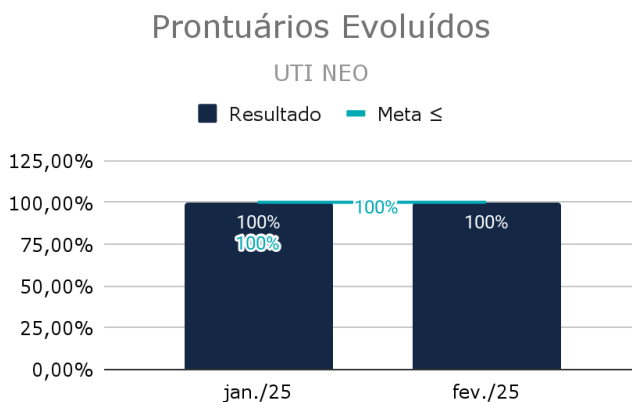 Prontuários Evoluídos
UTI NEO
Resultado Meta ≤
125,00%
100,00%
100%
100% 100%
100%
75,00%
50,00%
25,00%
0,00%
jan./25 fev./25